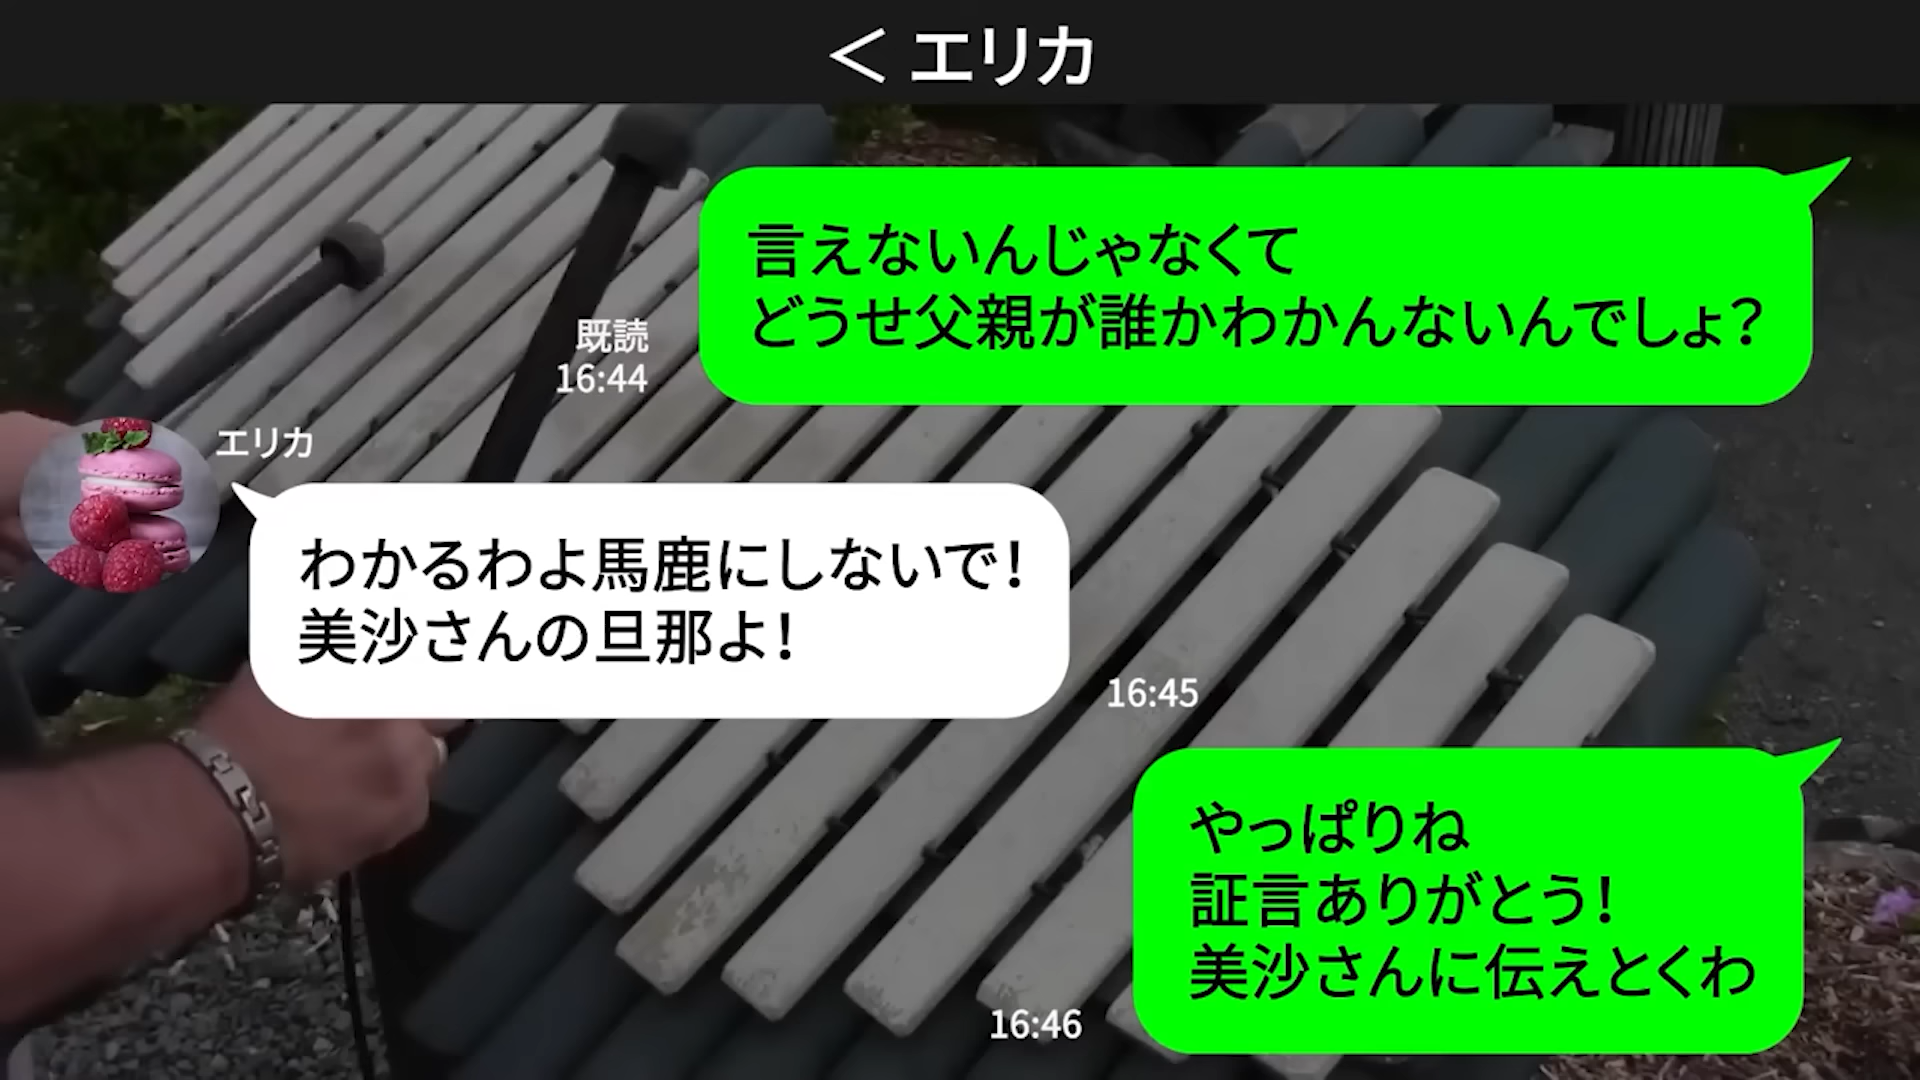 ＜ エリカ
言えないんじゃなくて
どうせ父親が誰かわかんないんでしょ？
既読
16:44
エリカ
わかるわよ馬鹿にしないで！
美沙さんの旦那よ！
16:45
やっぱりね
証言ありがとう！
美沙さんに伝えとくわ
16:46